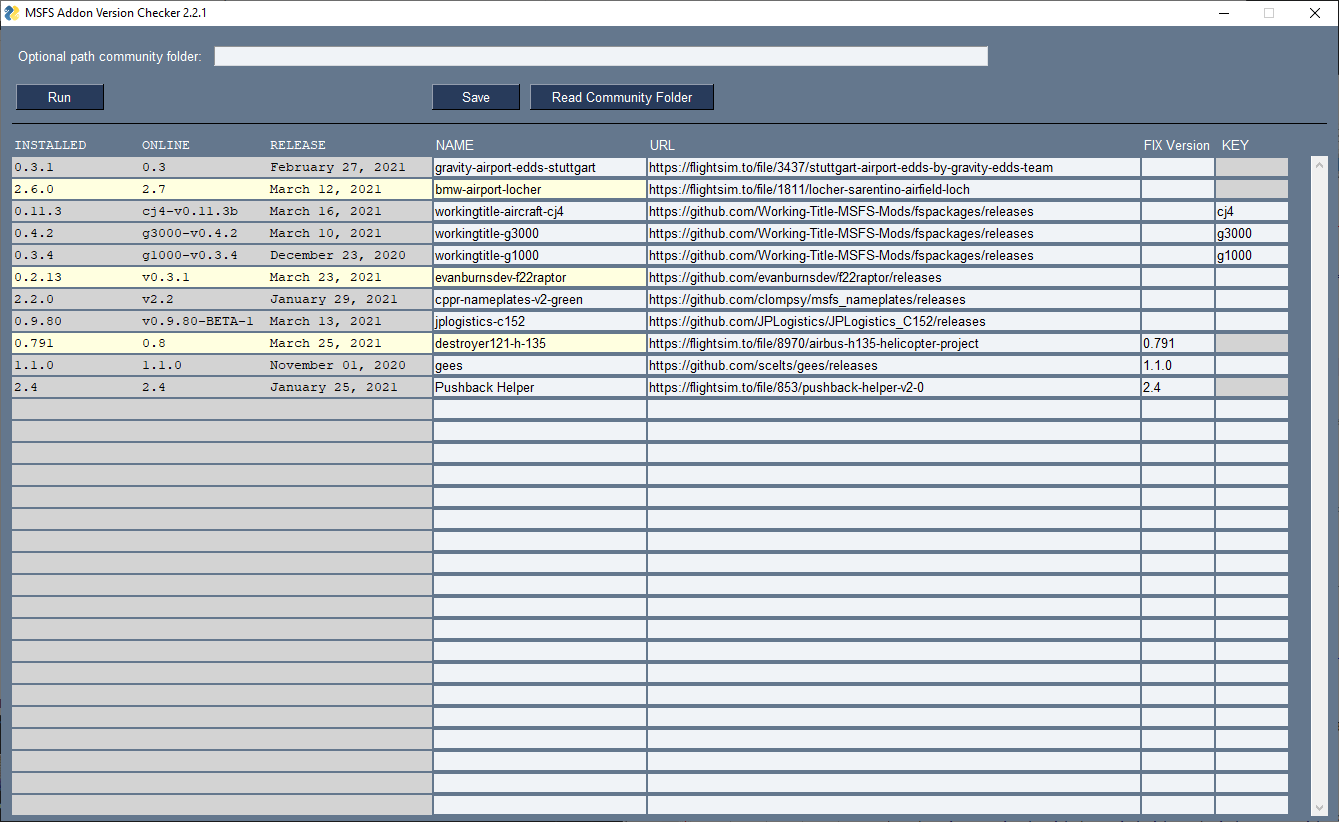 MSFS Addon Version Checker 2.2.1
Optional path community folder:
Run Save Read Community Folder
INSTALLED ONLINE RELEASE NAME URL FIX Version KEY
0.3.1 0.3 February 27, 2021 gravity-airport-edds-stuttgart https://flightsim.to/file/3437/stuttgart-airport-edds-by-gravity-edds-team
2.6.0 2.7 March 12, 2021 bmw-airport-locher https://flightsim.to/file/1811/locher-sarentino-airfield-loch
0.11.3 cj4-v0.11.3b March 16, 2021 workingtitle-aircraft-cj4 https://github.com/Working-Title-MSFS-Mods/fspackages/releases cj4
0.4.2 g3000-v0.4.2 March 10, 2021 workingtitle-g3000 https://github.com/Working-Title-MSFS-Mods/fspackages/releases g3000
0.3.4 g1000-v0.3.4 December 23, 2020 workingtitle-g1000 https://github.com/Working-Title-MSFS-Mods/fspackages/releases g1000
0.2.13 v0.3.1 March 23, 2021 evanburnsdev-f22raptor https://github.com/evanburnsdev/f22raptor/releases
2.2.0 v2.2 January 29, 2021 cppr-nameplates-v2-green https://github.com/clompsy/msfs_nameplates/releases
0.9.80 v0.9.80-BETA-1 March 13, 2021 jplogistics-c152 https://github.com/JPLogistics/JPLogistics_C152/releases
0.791 0.8 March 25, 2021 destroyer121-h-135 https://flightsim.to/file/8970/airbus-h135-helicopter-project 0.791
1.1.0 1.1.0 November 01, 2020 gees https://github.com/scelts/gees/releases 1.1.0
2.4 2.4 January 25, 2021 Pushback Helper https://flightsim.to/file/853/pushback-helper-v2-0 2.4